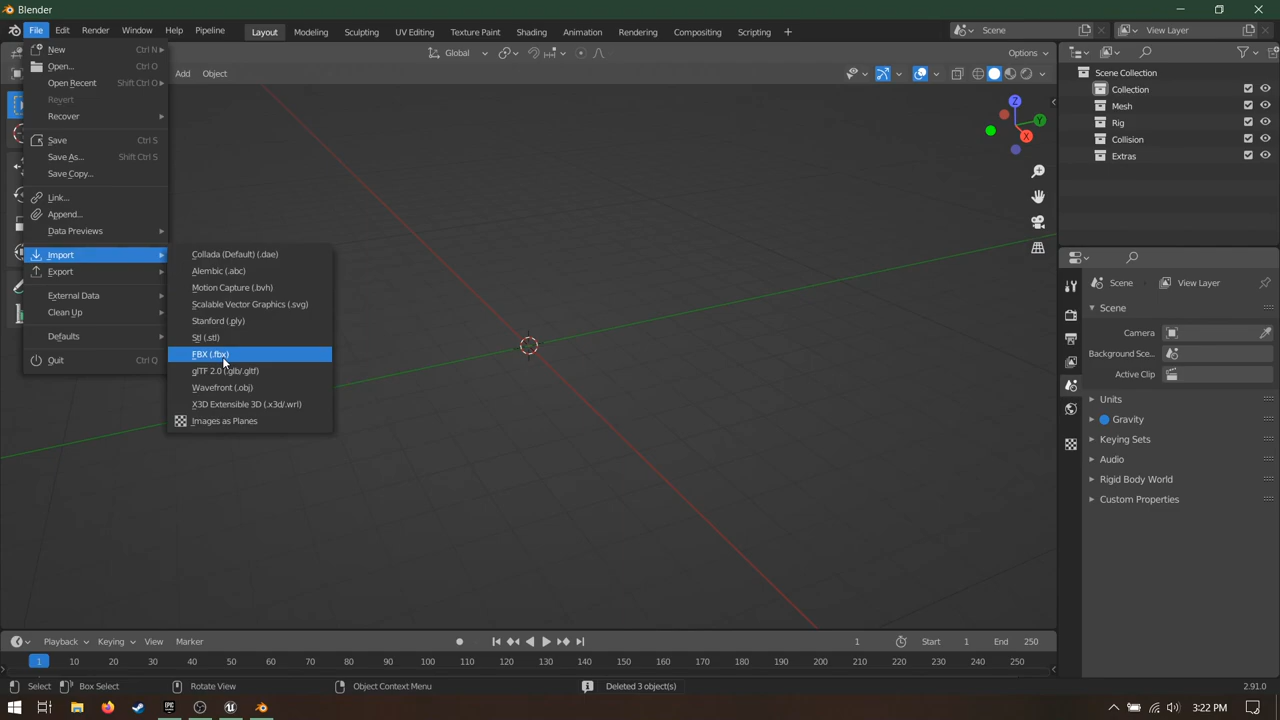 Blender
File Edit Render Window Help Pipeline Layout Modeling Sculpting UV Editing Texture Paint Shading Animation Rendering Compositing Scripting + Scene View Layer
New Ctrl N
Open... Ctrl O
Open Recent Shift Ctrl O
Revert
Recover
Save Ctrl S
Save As... Shift Ctrl S
Save Copy...
Link...
Append...
Data Previews
Import
Export
External Data
Clean Up
Defaults
Quit Ctrl Q
Collada (Default) (.dae)
Alembic (.abc)
Motion Capture (.bvh)
Scalable Vector Graphics (.svg)
Stanford (.ply)
Stl (.stl)
FBX (.fbx)
glTF 2.0 (.glb/.gltf)
Wavefront (.obj)
X3D Extensible 3D (.x3d/.wrl)
Images as Planes
Global Options
Add Object
Z
Y
X
Scene Collection
Collection
Mesh
Rig
Collision
Extras
Scene View Layer
Scene
Camera
Background Sce...
Active Clip
Units
Gravity
Keying Sets
Audio
Rigid Body World
Custom Properties
Playback Keying View Marker 1 Start 1 End 250
1 10 20 30 40 50 60 70 80 90 100 110 120 130 140 150 160 170 180 190 200 210 220 230 240 250
Select Box Select Rotate View Object Context Menu Deleted 3 object(s) 2.91.0
3:22 PM